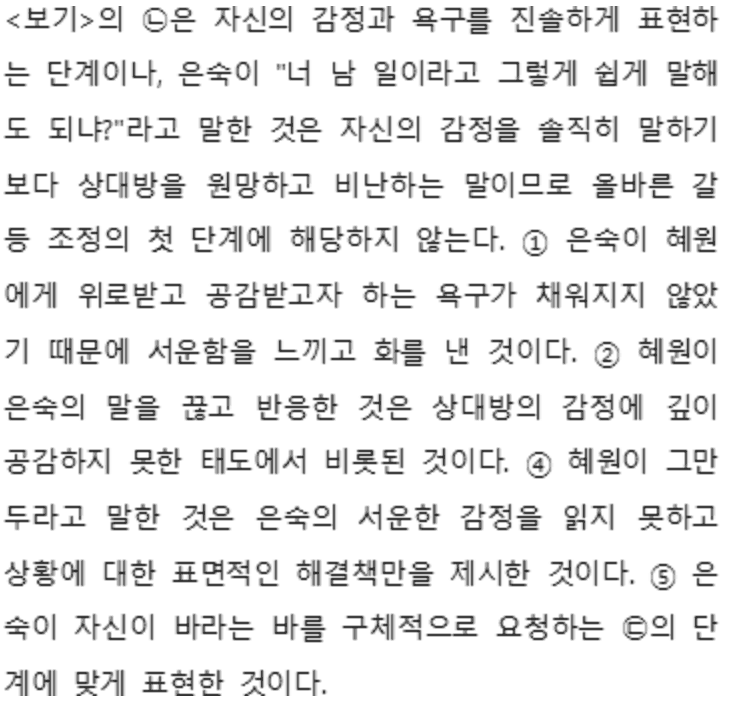 <보기>의 ㉡은 자신의 감정과 욕구를 진솔하게 표현하
는 단계이나, 은숙이 "너 남 일이라고 그렇게 쉽게 말해
도 되냐?"라고 말한 것은 자신의 감정을 솔직히 말하기
보다 상대방을 원망하고 비난하는 말이므로 올바른 갈
등 조정의 첫 단계에 해당하지 않는다. ① 은숙이 혜원
에게 위로받고 공감받고자 하는 욕구가 채워지지 않았
기 때문에 서운함을 느끼고 화를 낸 것이다. ② 혜원이
은숙의 말을 끊고 반응한 것은 상대방의 감정에 깊이
공감하지 못한 태도에서 비롯된 것이다. ④ 혜원이 그만
두라고 말한 것은 은숙의 서운한 감정을 읽지 못하고
상황에 대한 표면적인 해결책만을 제시한 것이다. ⑤ 은
숙이 자신이 바라는 바를 구체적으로 요청하는 ㉢의 단
계에 맞게 표현한 것이다.